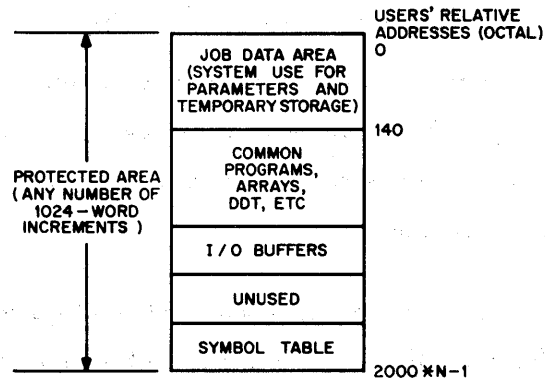 USERS' RELATIVE
ADDRESSES (OCTAL)
0
JOB DATA AREA
(SYSTEM USE FOR
PARAMETERS AND
TEMPORARY STORAGE)
140
COMMON
PROGRAMS,
ARRAYS,
DDT, ETC
PROTECTED AREA
(ANY NUMBER OF
1024-WORD
INCREMENTS )
I/O BUFFERS
UNUSED
SYMBOL TABLE
2000*N-1